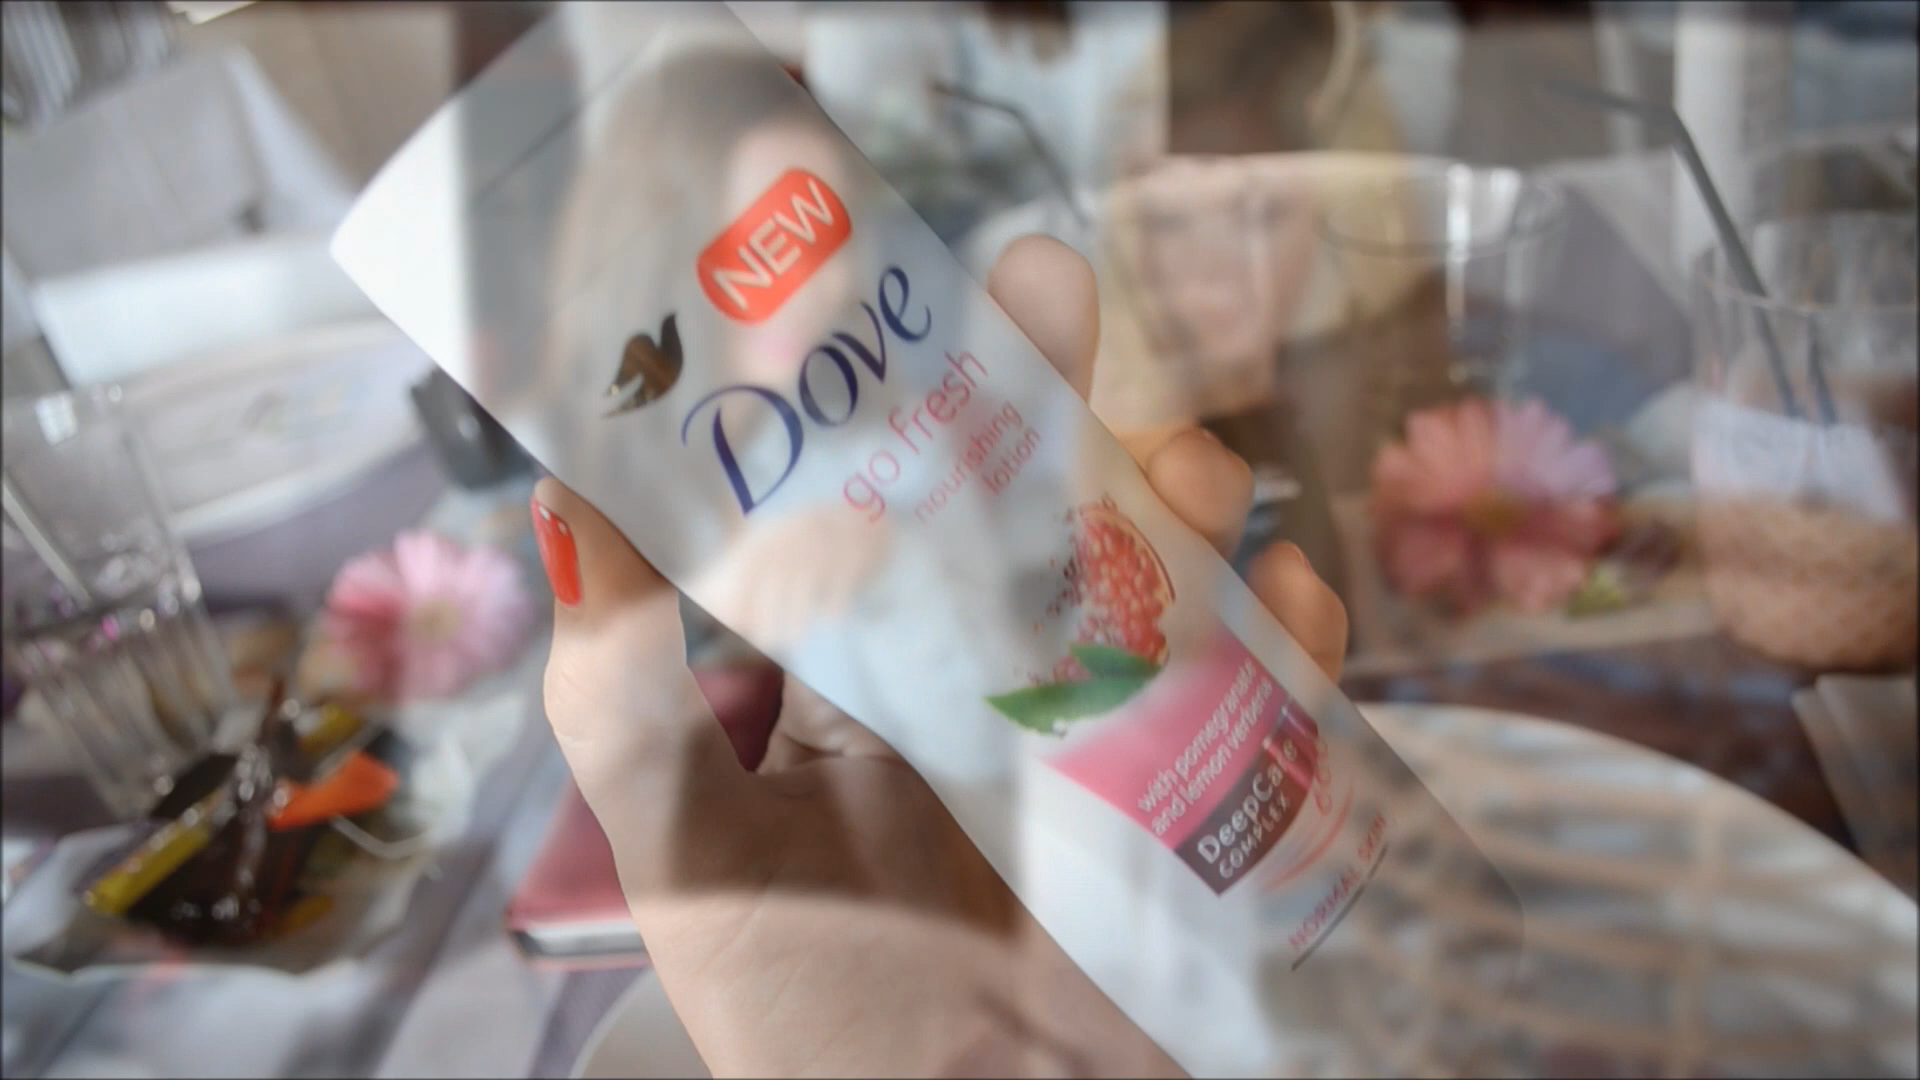 NEW
Dove
go fresh
nourishing
lotion
with pomegranate
and lemon verbena
DeepCare
COMPLEX
NORMAL SKIN